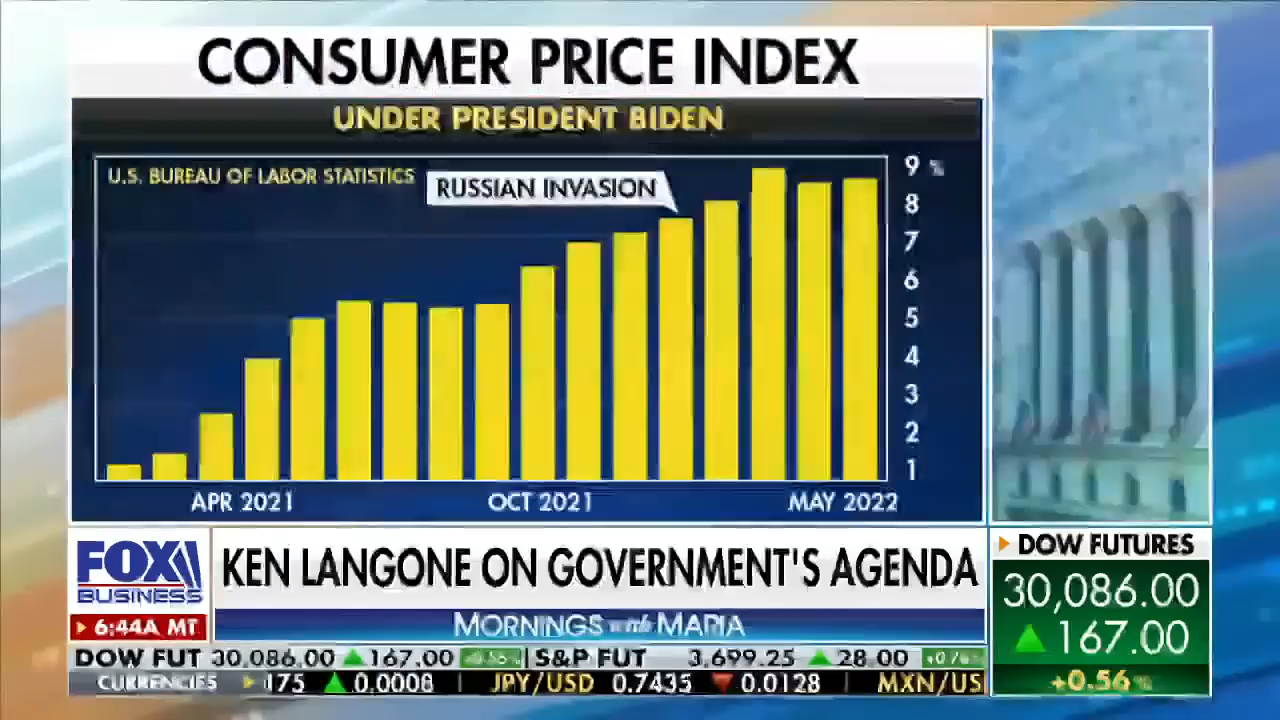 CONSUMER PRICE INDEX
UNDER PRESIDENT BIDEN
U.S. BUREAU OF LABOR STATISTICS
RUSSIAN INVASION
9 %
8
7
6
5
4
3
2
1
APR 2021
OCT 2021
MAY 2022
FOX
BUSINESS
6:44A MT
KEN LANGONE ON GOVERNMENT'S AGENDA
MORNINGS with MARIA
DOW FUTURES
30,086.00
▲ 167.00
+0.56 %
DOW FUT 30,086.00 ▲ 167.00 +0.56% | S&P FUT 3,699.25 ▲ 28.00
CURRENCIES 175 ▲ 0.0008 | JPY/USD 0.7435 ▼ 0.0128 | MXN/US